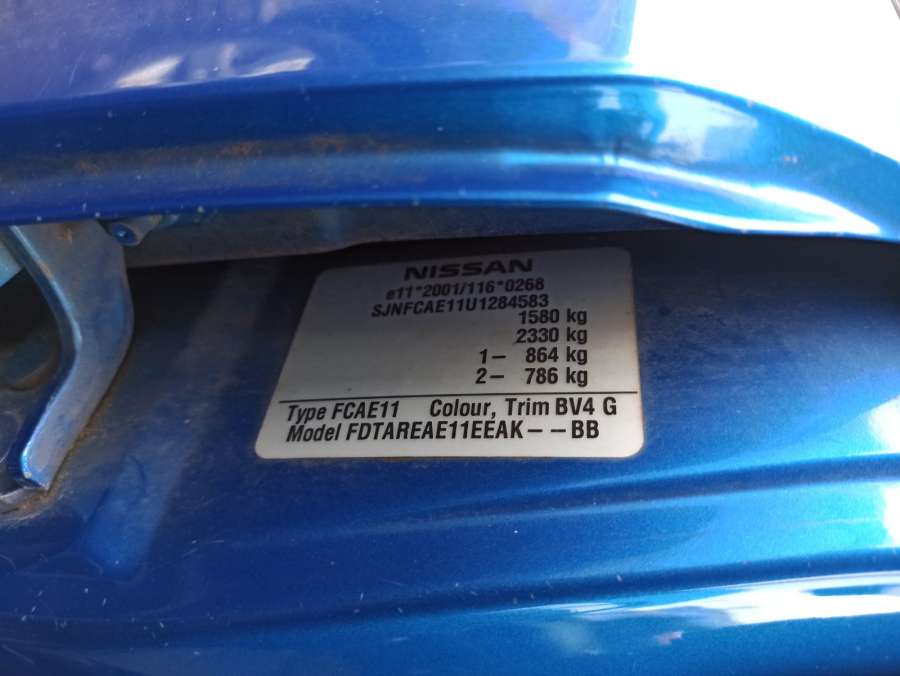 NISSAN
e11*2001/116*0268
SJNFCAE11U1284583
1580 kg
2330 kg
1– 864 kg
2– 786 kg
Type FCAE11 Colour, Trim BV4 G
Model FDTAREAE11EEAK– –BB